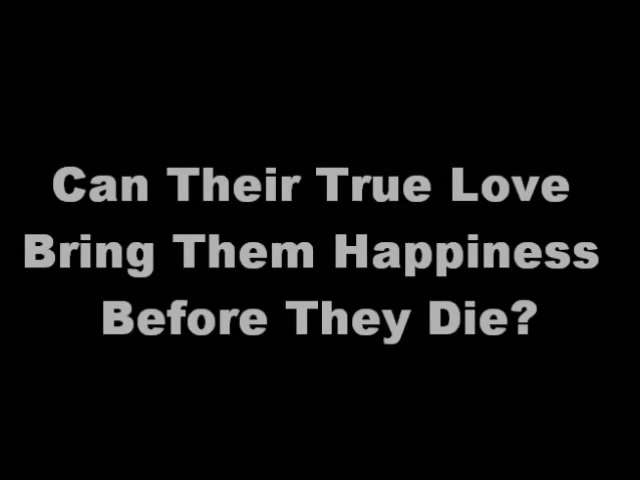 Can Their True Love
Bring Them Happiness
Before They Die?